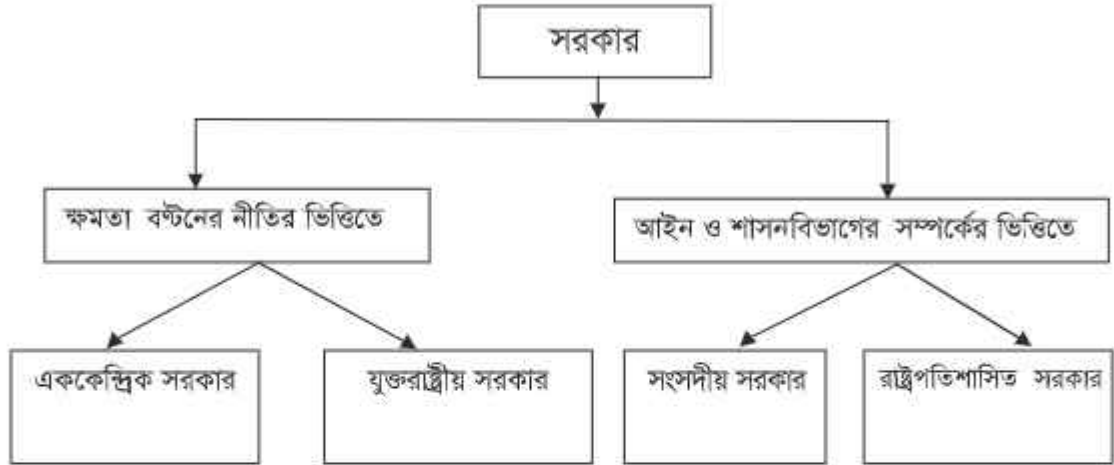 সরকার
ক্ষমতা বণ্টনের নীতির ভিত্তিতে
আইন ও শাসনবিভাগের সম্পর্কের ভিত্তিতে
এককেন্দ্রিক সরকার
যুক্তরাষ্ট্রীয় সরকার
সংসদীয় সরকার
রাষ্ট্রপতিশাসিত সরকার